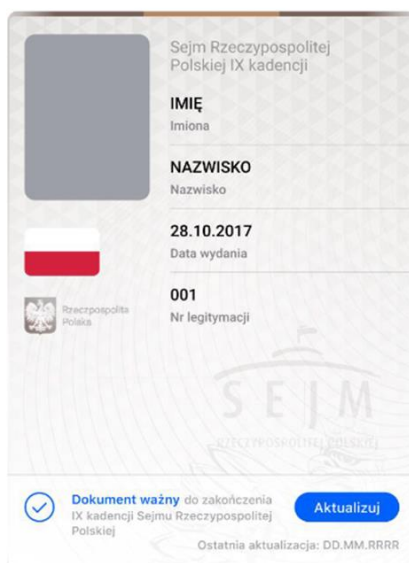 Sejm Rzeczypospolitej
Polskiej IX kadencji
IMIĘ
Imiona
NAZWISKO
Nazwisko
28.10.2017
Data wydania
001
Nr legitymacji
Rzeczpospolita
Polska
SEJM
RZECZYPOSPOLITEJ POLSKIEJ
Dokument ważny do zakończenia
IX kadencji Sejmu Rzeczypospolitej
Polskiej
Aktualizuj
Ostatnia aktualizacja: DD.MM.RRRR